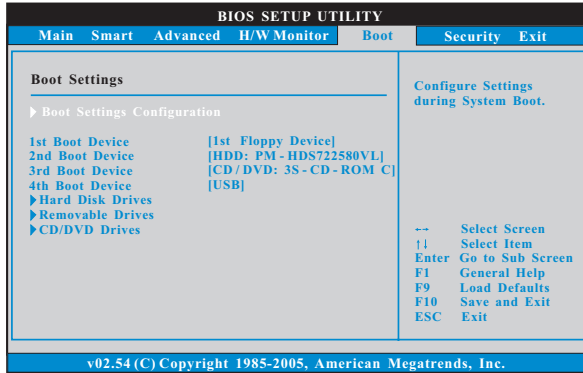 BIOS SETUP UTILITY
Main Smart Advanced H/W Monitor Boot Security Exit
Boot Settings
Boot Settings Configuration
1st Boot Device [1st Floppy Device]
2nd Boot Device [HDD: PM - HDS722580VL]
3rd Boot Device [CD / DVD: 3S - CD - ROM C]
4th Boot Device [USB]
Hard Disk Drives
Removable Drives
CD/DVD Drives
Configure Settings
during System Boot.
←→ Select Screen
↑↓ Select Item
Enter Go to Sub Screen
F1 General Help
F9 Load Defaults
F10 Save and Exit
ESC Exit
v02.54 (C) Copyright 1985-2005, American Megatrends, Inc.